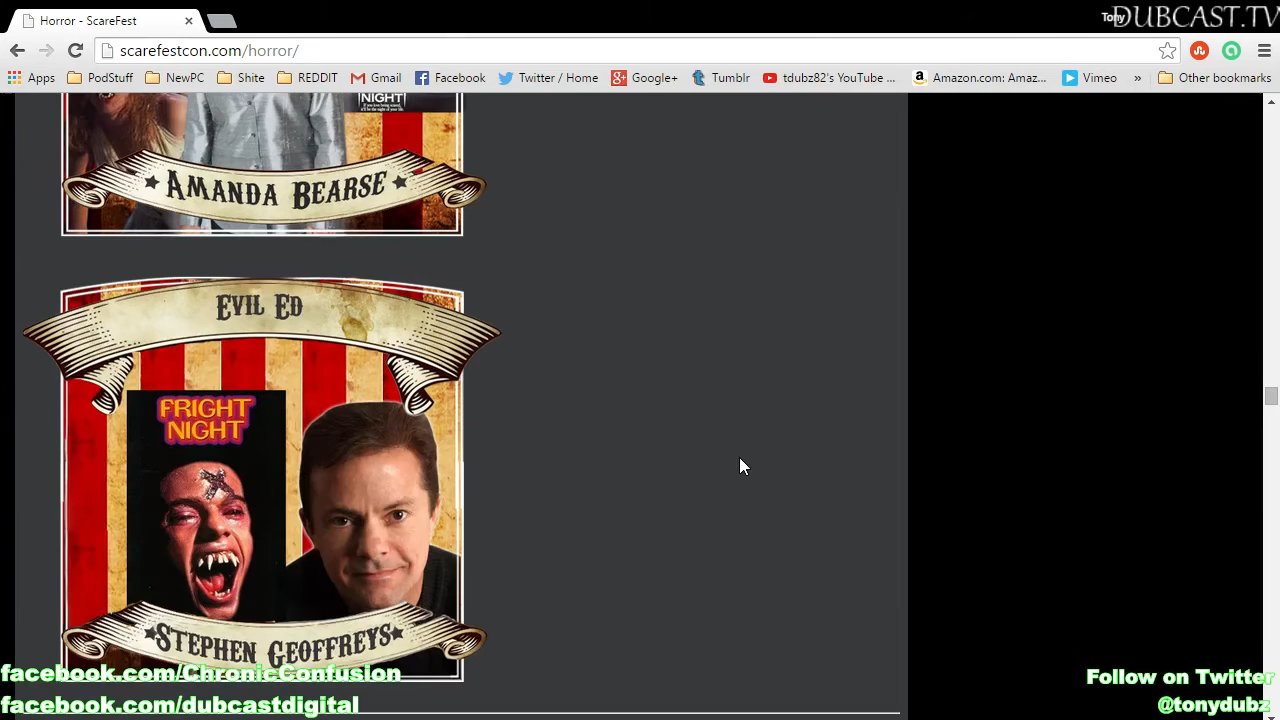 Horror - ScareFest
Tony
DUBCAST.TV
scarefestcon.com/horror/
Apps PodStuff NewPC Shite REDDIT Gmail Facebook Twitter / Home Google+ Tumblr tdubz82's YouTube ... Amazon.com: Amaz... Vimeo » Other bookmarks
NIGHT
AMANDA BEARSE
EVIL ED
FRIGHT
NIGHT
STEPHEN GEOFFREYS
facebook.com/ChronicConfusion
facebook.com/dubcastdigital
Follow on Twitter
@tonydubz